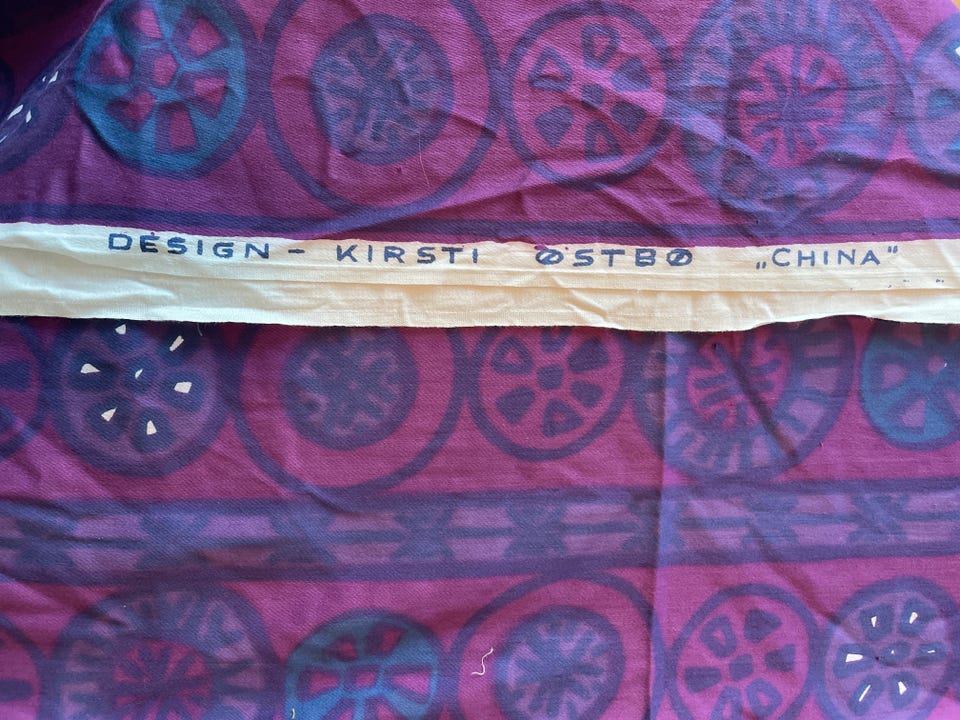 DESIGN - KIRSTI ØSTBØ „CHINA"